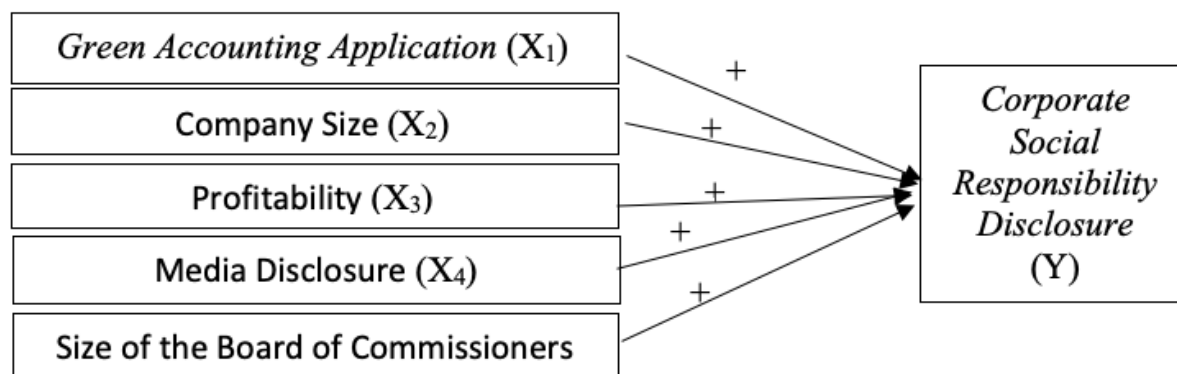 Green Accounting Application (X₁)
+
Company Size (X₂)
+
Profitability (X₃)
+
Media Disclosure (X₄)
+
Size of the Board of Commissioners
+
Corporate
Social
Responsibility
Disclosure
(Y)